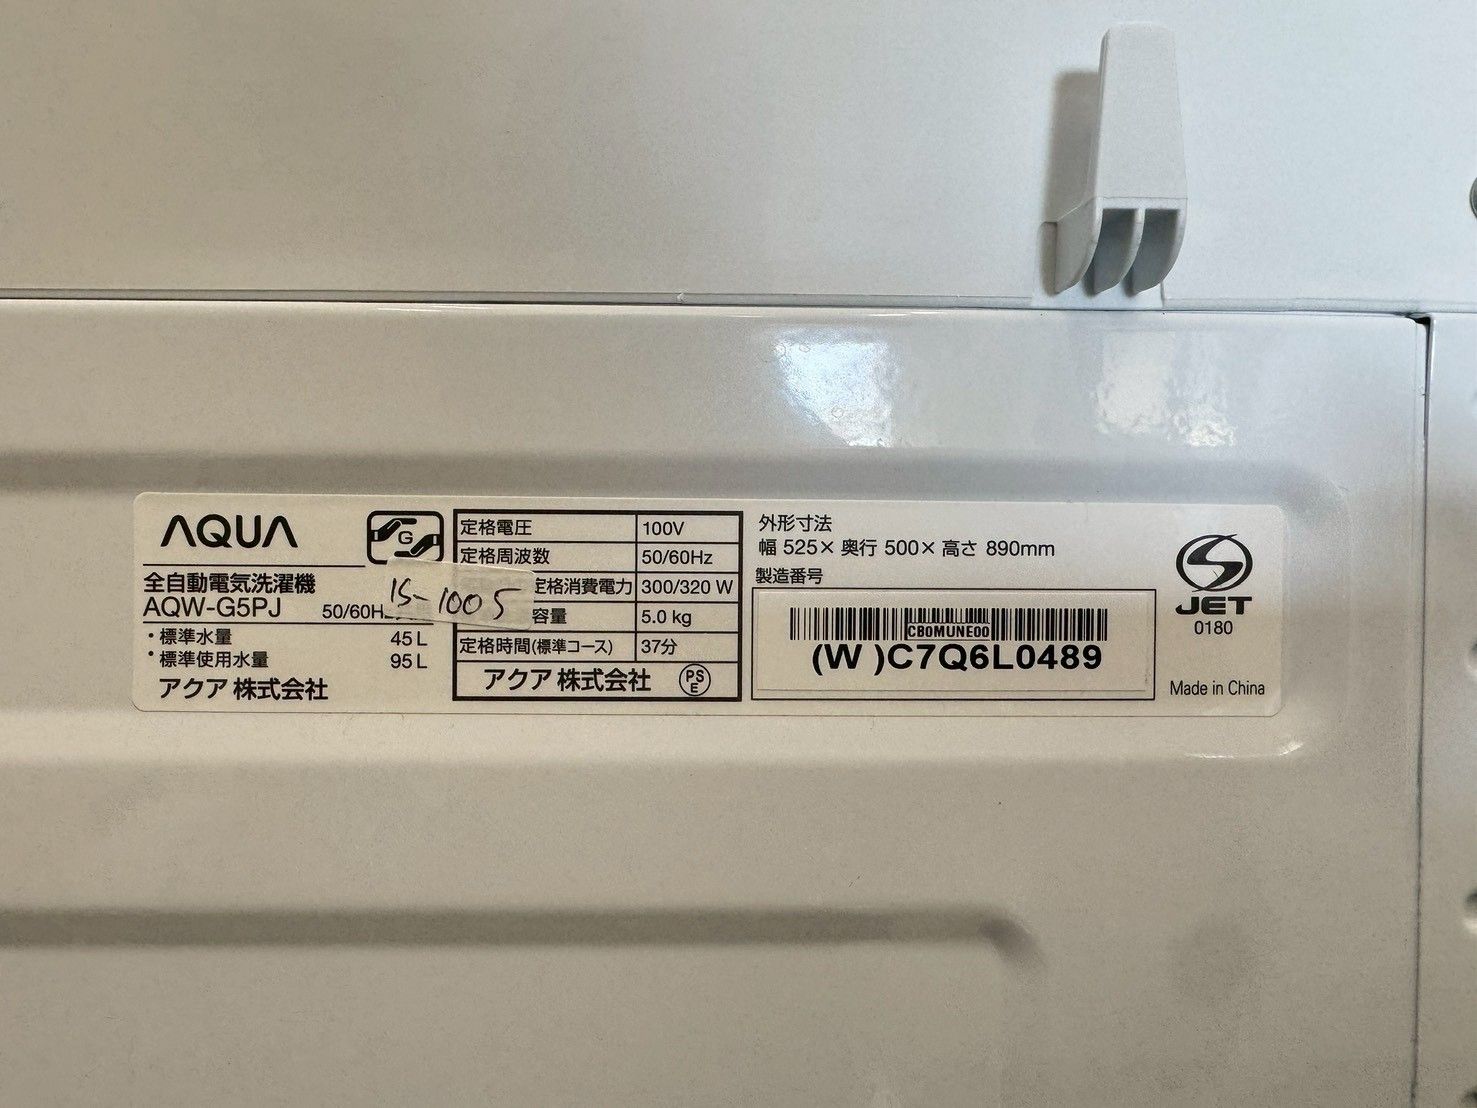 AQUA
G
全自動電気洗濯機
AQW-G5PJ 50/60Hz
IS-1005
・標準水量 45L
・標準使用水量 95L
アクア 株式会社
定格電圧 100V
定格周波数 50/60Hz
定格消費電力 300/320 W
容量 5.0 kg
定格時間(標準コース) 37分
アクア 株式会社 PSE
外形寸法
幅 525×奥行 500×高さ 890mm
製造番号
CB0MUNE00
(W )C7Q6L0489
S
JET
0180
Made in China